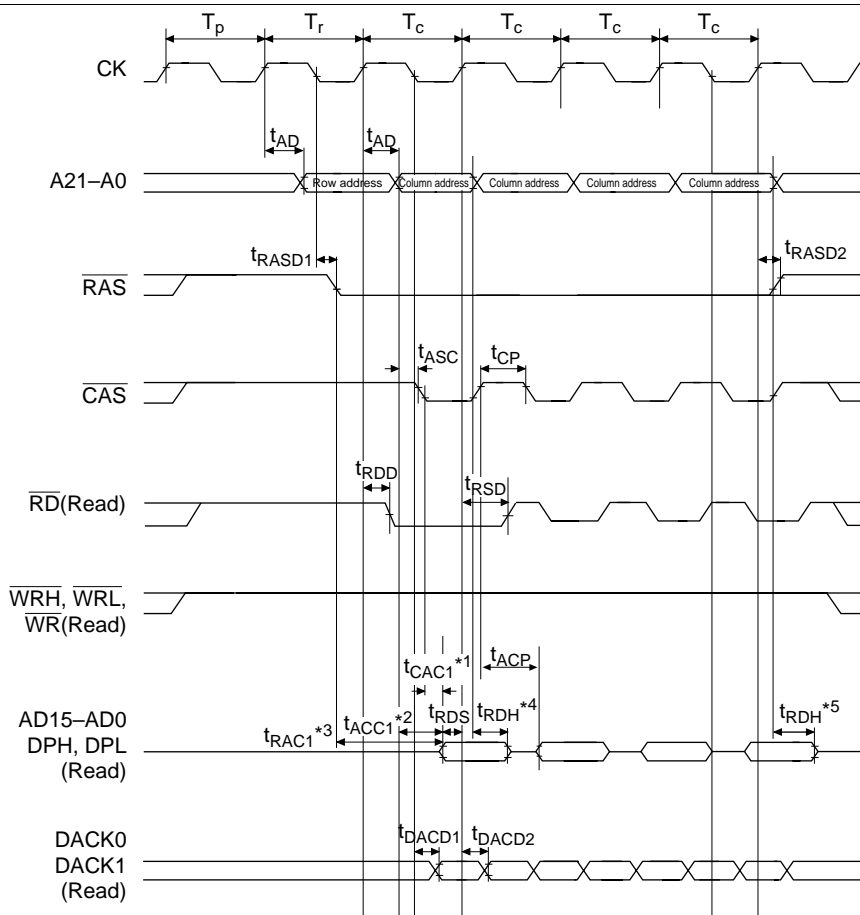 Tp Tr Tc Tc Tc Tc
CK
tAD tAD
A21–A0
Row address Column address Column address Column address Column address
tRASD1 tRASD2
RAS
tASC tCP
CAS
tRDD tRSD
RD(Read)
WRH, WRL,
WR(Read)
tCAC1*1 tACP
AD15–AD0
DPH, DPL
(Read)
tRAC1*3 tACC1*2 tRDS tRDH*4 tRDH*5
DACK0
DACK1
(Read)
tDACD1 tDACD2